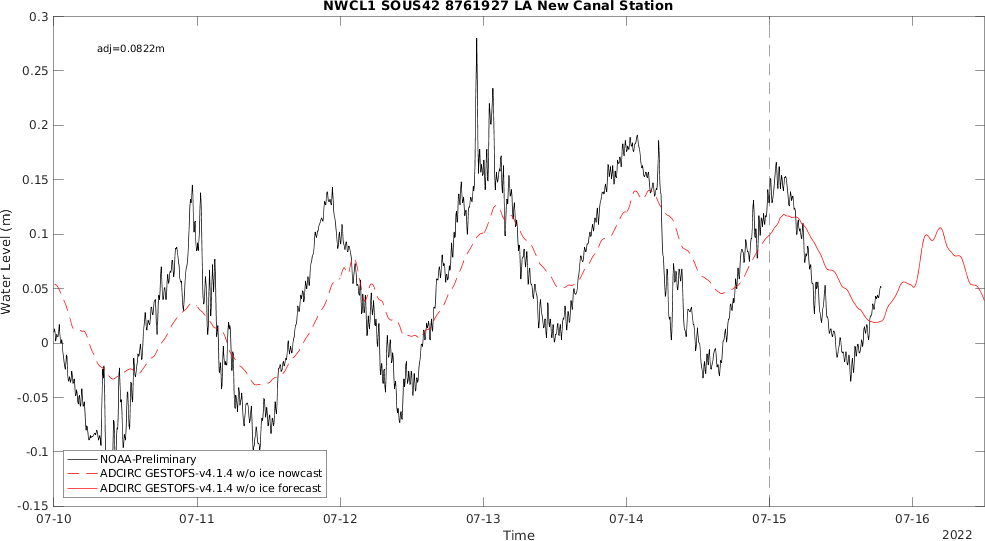 NWCL1 SOUS42 8761927 LA New Canal Station
adj=0.0822m
0.3
0.25
0.2
0.15
0.1
0.05
0
-0.05
-0.1
-0.15
Water Level (m)
NOAA-Preliminary
ADCIRC GESTOFS-v4.1.4 w/o ice nowcast
ADCIRC GESTOFS-v4.1.4 w/o ice forecast
07-10 07-11 07-12 07-13 07-14 07-15 07-16
Time
2022